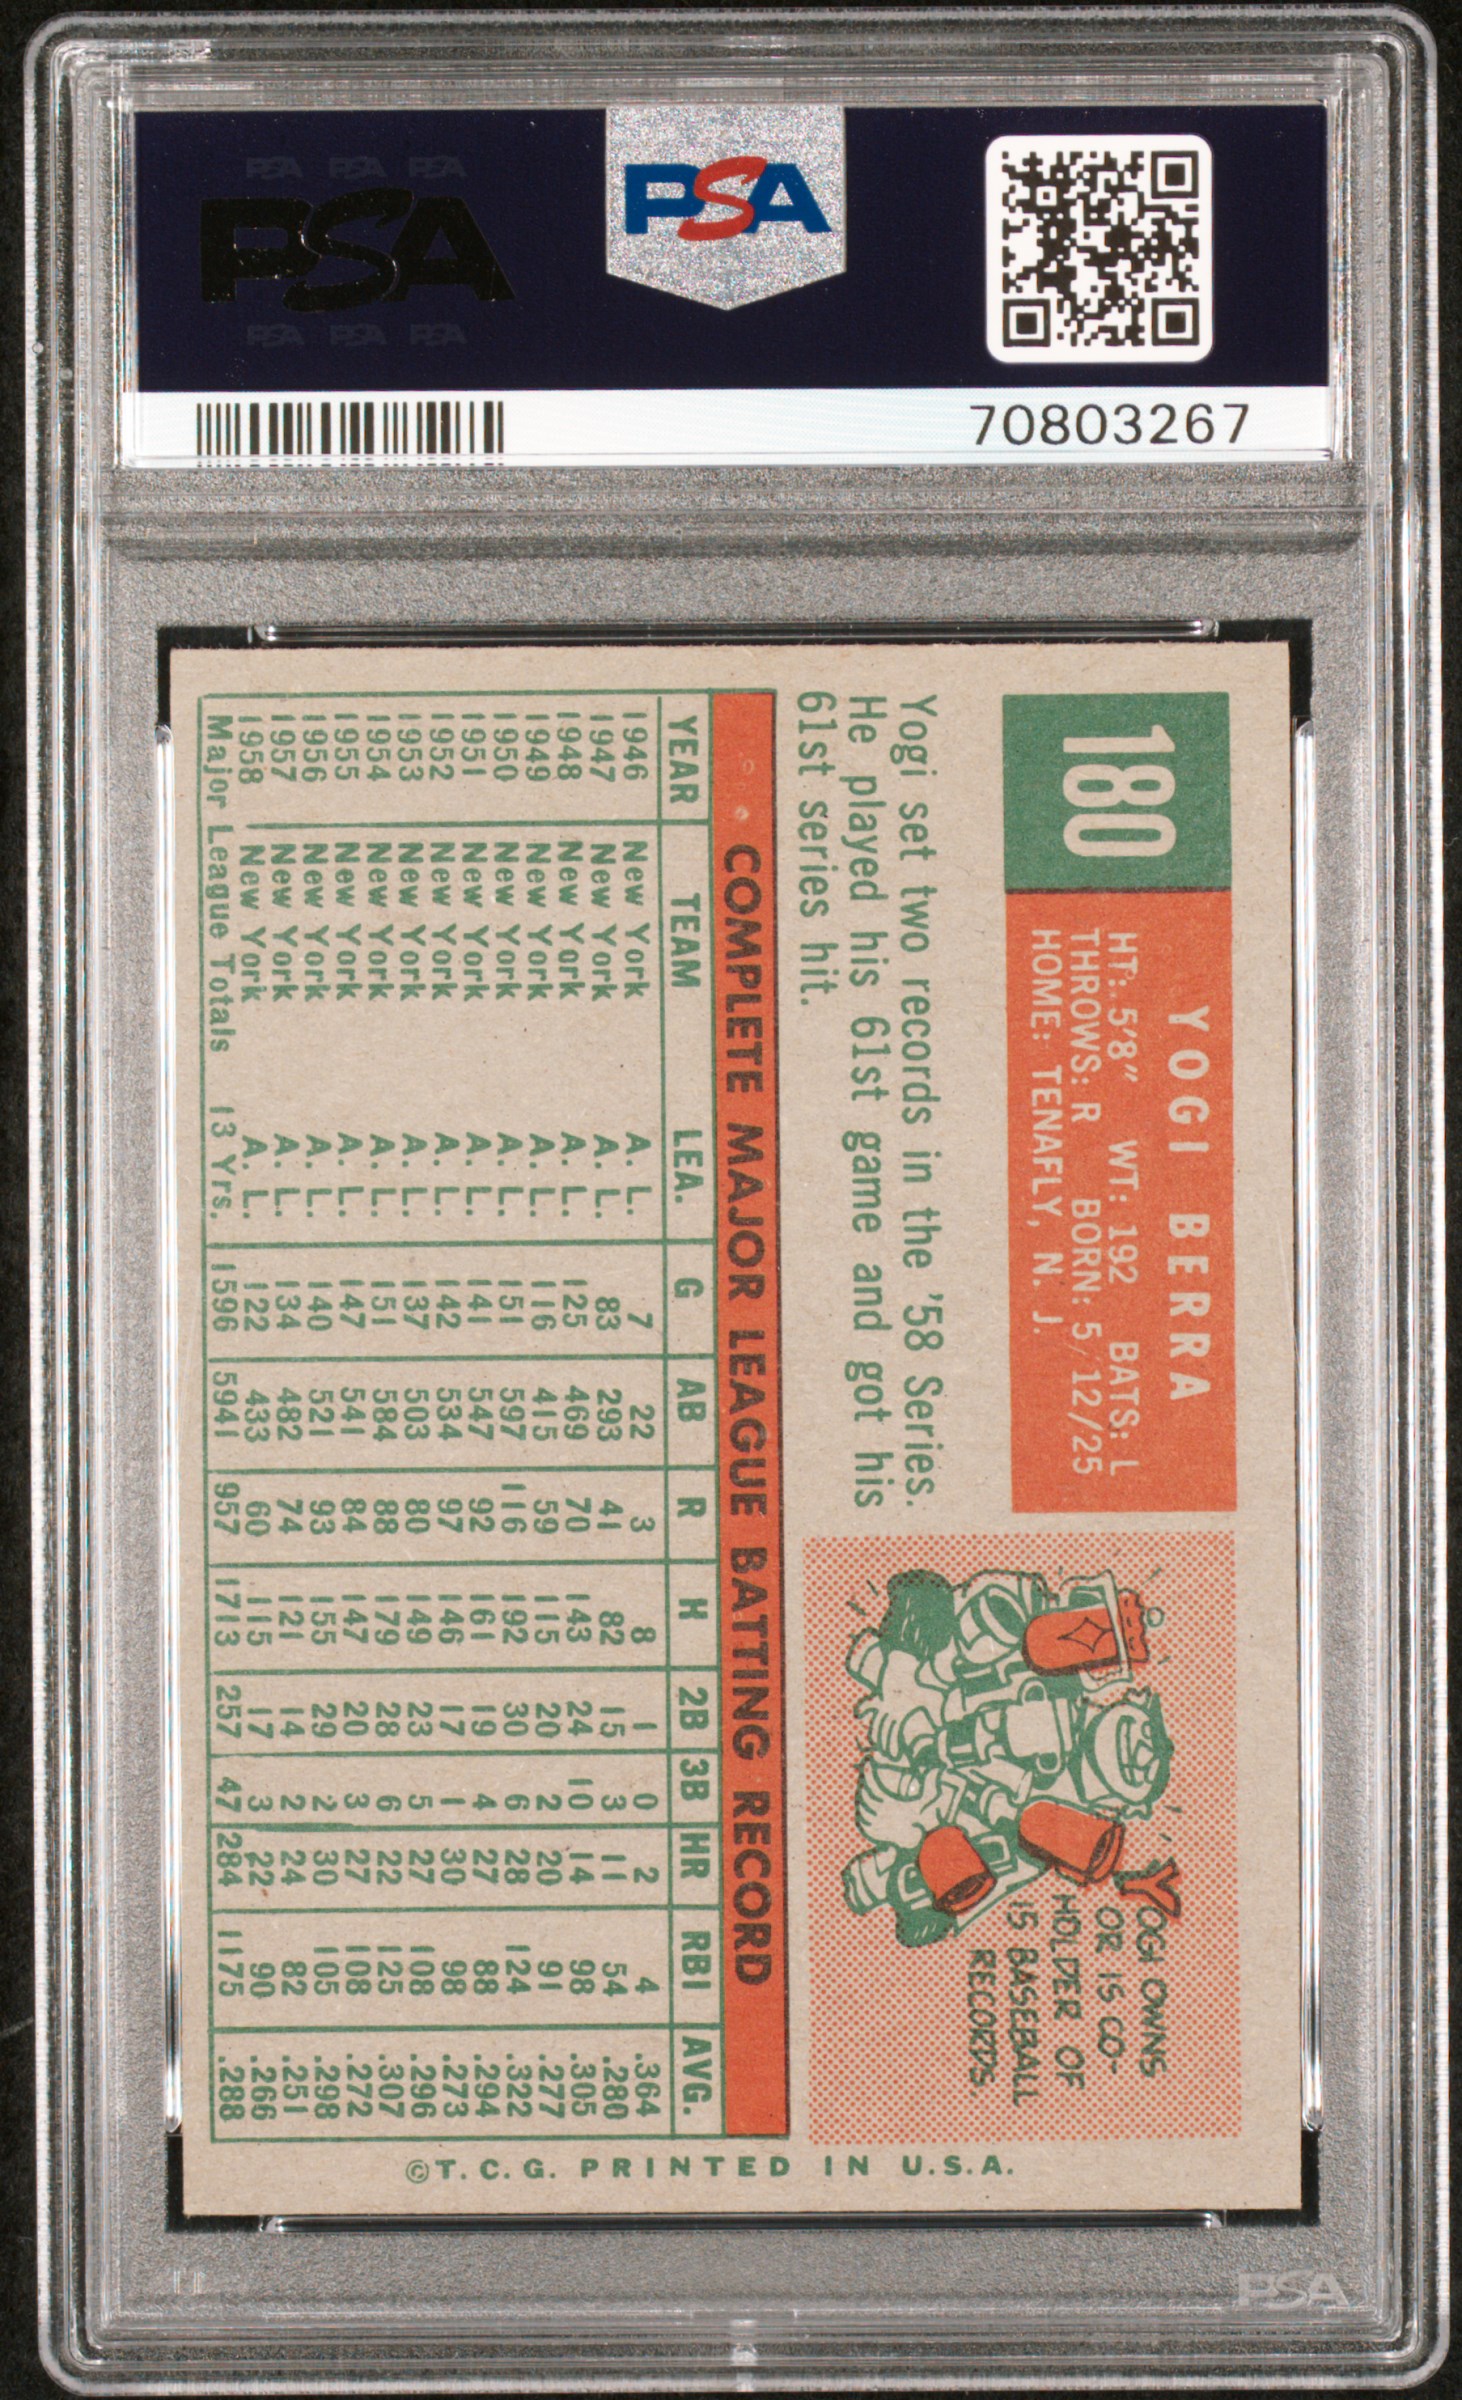 PSA PSA PSA
PSA
PSA PSA PSA
PSA
70803267
180
YOGI BERRA
HT: 5'8" WT: 192 BATS: L
THROWS: R BORN: 5/12/25
HOME: TENAFLY, N. J.
Yogi set two records in the '58 Series.
He played his 61st game and got his
61st series hit.
YOGI OWNS
OR IS CO-
HOLDER OF
15 BASEBALL
RECORDS.
COMPLETE MAJOR LEAGUE BATTING RECORD
YEAR TEAM LEA. G AB R H 2B 3B HR RBI AVG.
1946 New York A. L. 7 22 3 8 1 0 2 4 .364
1947 New York A. L. 83 293 41 82 15 3 11 54 .280
1948 New York A. L. 125 469 70 143 24 10 14 98 .305
1949 New York A. L. 116 415 59 115 20 2 20 91 .277
1950 New York A. L. 151 597 116 192 30 6 28 124 .322
1951 New York A. L. 141 547 92 161 19 4 27 88 .294
1952 New York A. L. 142 534 97 146 17 1 30 98 .273
1953 New York A. L. 137 503 80 149 23 5 27 108 .296
1954 New York A. L. 151 584 88 179 28 6 22 125 .307
1955 New York A. L. 147 541 84 147 20 3 27 108 .272
1956 New York A. L. 140 521 93 155 29 2 30 105 .298
1957 New York A. L. 134 482 74 121 14 2 24 82 .251
1958 New York A. L. 122 433 60 115 17 3 22 90 .266
Major League Totals 13 Yrs. 1596 5941 957 1713 257 47 284 1175 .288
©T. C. G. PRINTED IN U.S.A.
PSA